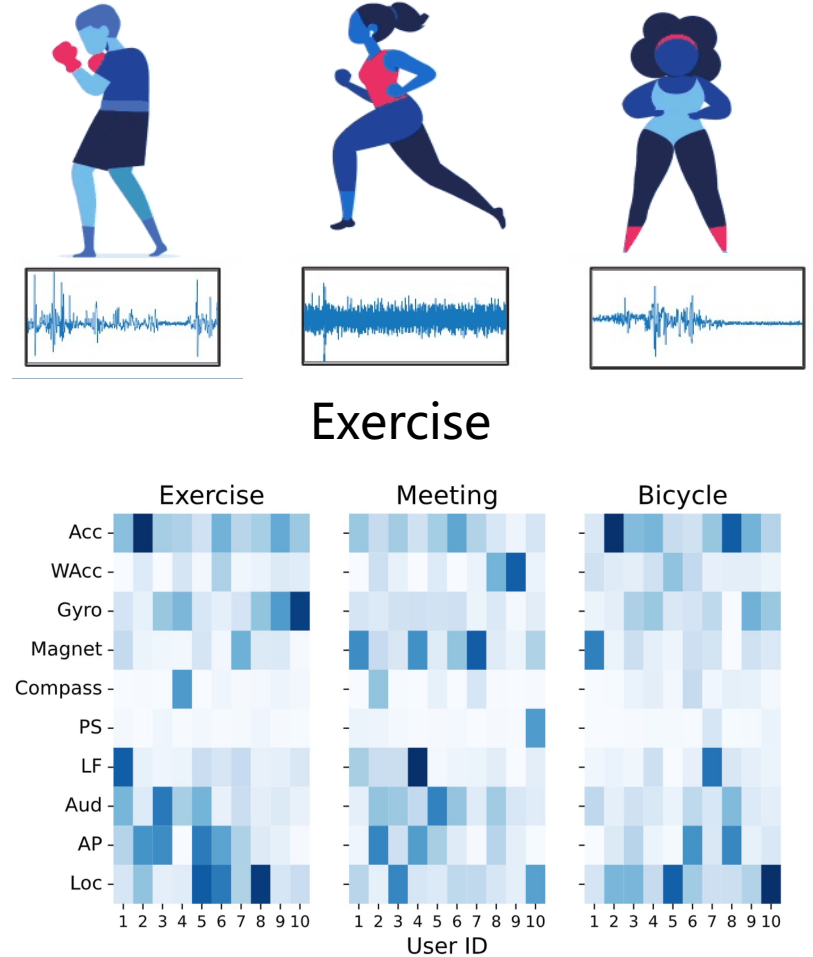 Exercise
Exercise Meeting Bicycle
Acc
WAcc
Gyro
Magnet
Compass
PS
LF
Aud
AP
Loc
1 2 3 4 5 6 7 8 9 10 1 2 3 4 5 6 7 8 9 10 1 2 3 4 5 6 7 8 9 10
User ID